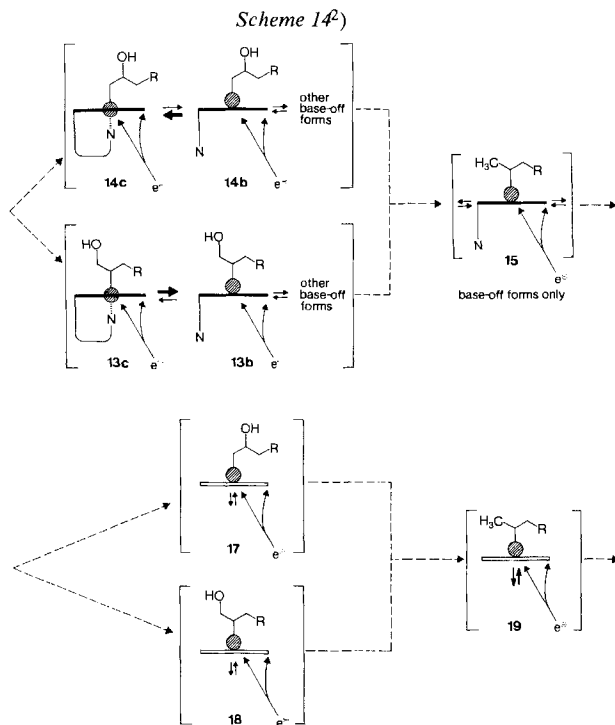 Scheme 14²)
OH
R
OH
R
other
base-off
forms
N
N
14c
e⁻
14b
e⁻
H₃C
R
HO
R
HO
R
N
15
e⊖
base-off forms only
other
base-off
forms
N
N
13c
e⊖
13b
e⁻
OH
R
17
e⊖
H₃C
R
HO
R
19
e⊖
18
e⊖